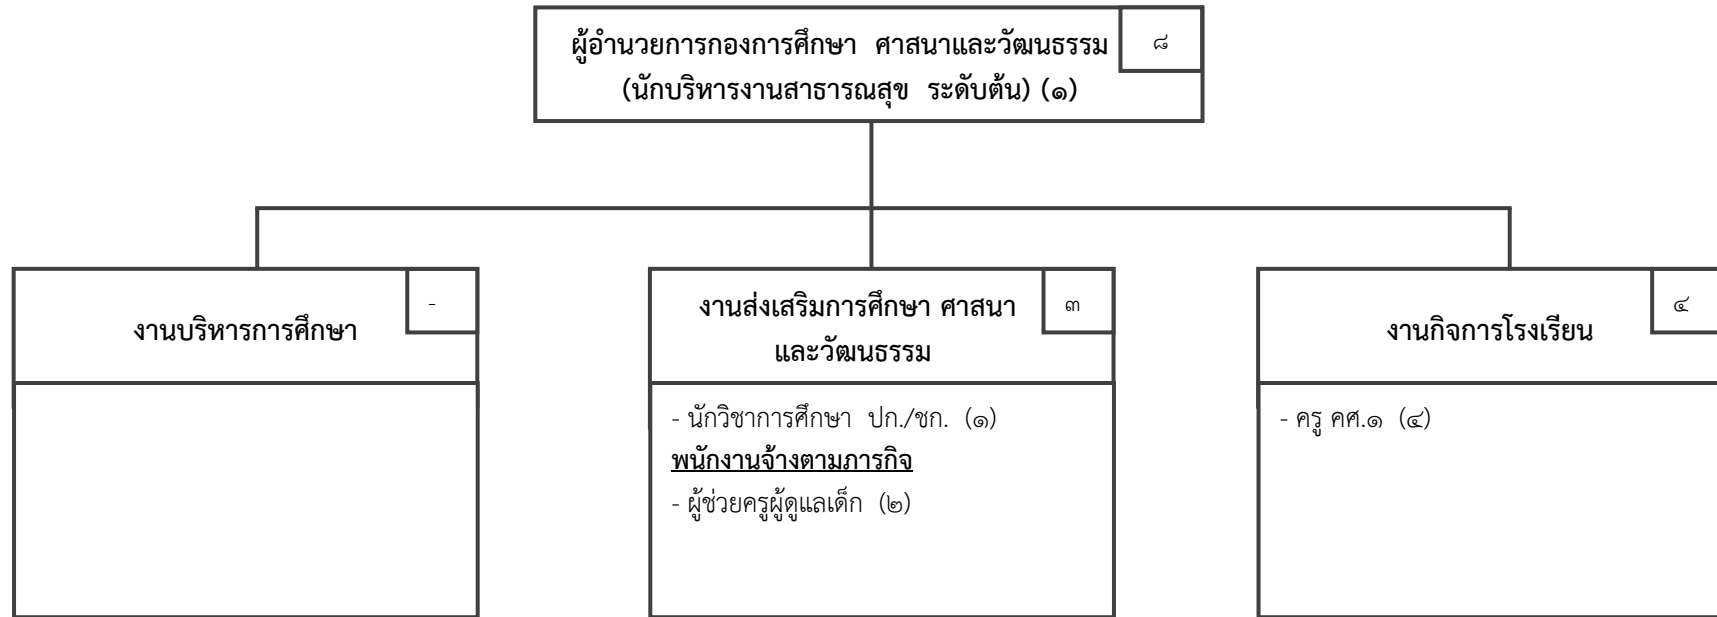 ผู้อำนวยการกองการศึกษา ศาสนาและวัฒนธรรม
๘
(นักบริหารงานสาธารณสุข ระดับต้น) (๑)
งานบริหารการศึกษา
-
งานส่งเสริมการศึกษา ศาสนา
และวัฒนธรรม
๓
- นักวิชาการศึกษา ปก./ชก. (๑)
พนักงานจ้างตามภารกิจ
- ผู้ช่วยครูผู้ดูแลเด็ก (๒)
งานกิจการโรงเรียน
๔
- ครู คศ.๑ (๔)